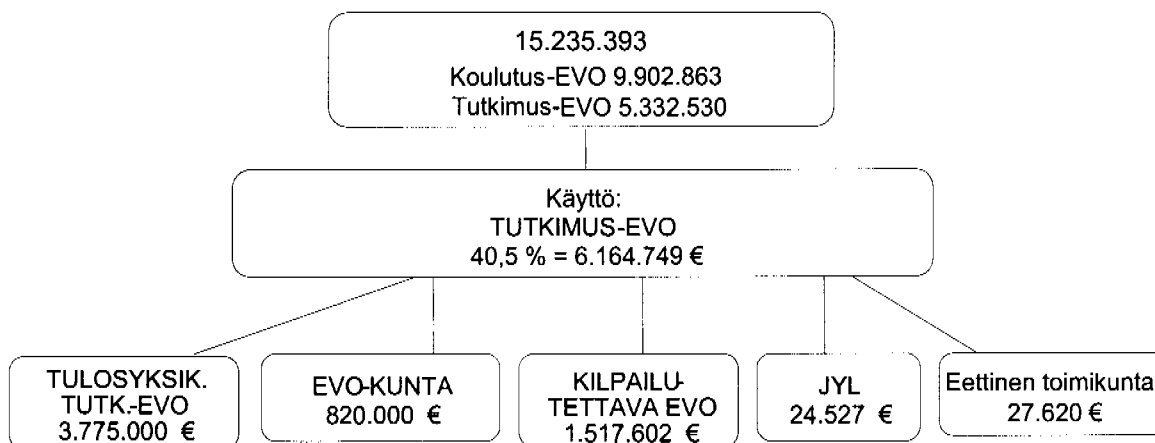 15.235.393
Koulutus-EVO 9.902.863
Tutkimus-EVO 5.332.530
Käyttö:
TUTKIMUS-EVO
40,5 % = 6.164.749 €
TULOSYKSIK.
TUTK.-EVO
3.775.000 €
EVO-KUNTA
820.000 €
KILPAILU-
TETTAVA EVO
1.517.602 €
JYL
24.527 €
Eettinen toimikunta
27.620 €